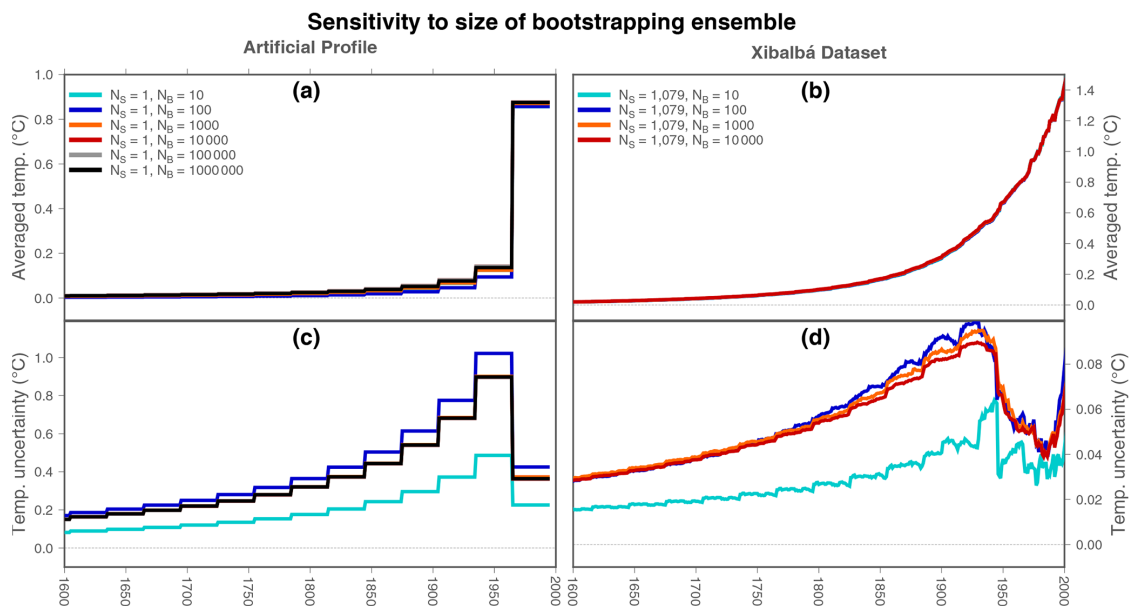 Sensitivity to size of bootstrapping ensemble
Artificial Profile
Xibalbá Dataset
(a)
N_S = 1, N_B = 10
N_S = 1, N_B = 100
N_S = 1, N_B = 1000
N_S = 1, N_B = 10 000
N_S = 1, N_B = 100 000
N_S = 1, N_B = 1000 000
Averaged temp. (°C)
1.0
0.8
0.6
0.4
0.2
0.0
(b)
N_S = 1,079, N_B = 10
N_S = 1,079, N_B = 100
N_S = 1,079, N_B = 1000
N_S = 1,079, N_B = 10 000
1.4
1.2
1.0
0.8
0.6
0.4
0.2
0.0
Averaged temp. (°C)
(c)
Temp. uncertainty (°C)
1.0
0.8
0.6
0.4
0.2
0.0
(d)
0.08
0.06
0.04
0.02
0.00
Temp. uncertainty (°C)
1600 1650 1700 1750 1800 1850 1900 1950 2000
1600 1650 1700 1750 1800 1850 1900 1950 2000